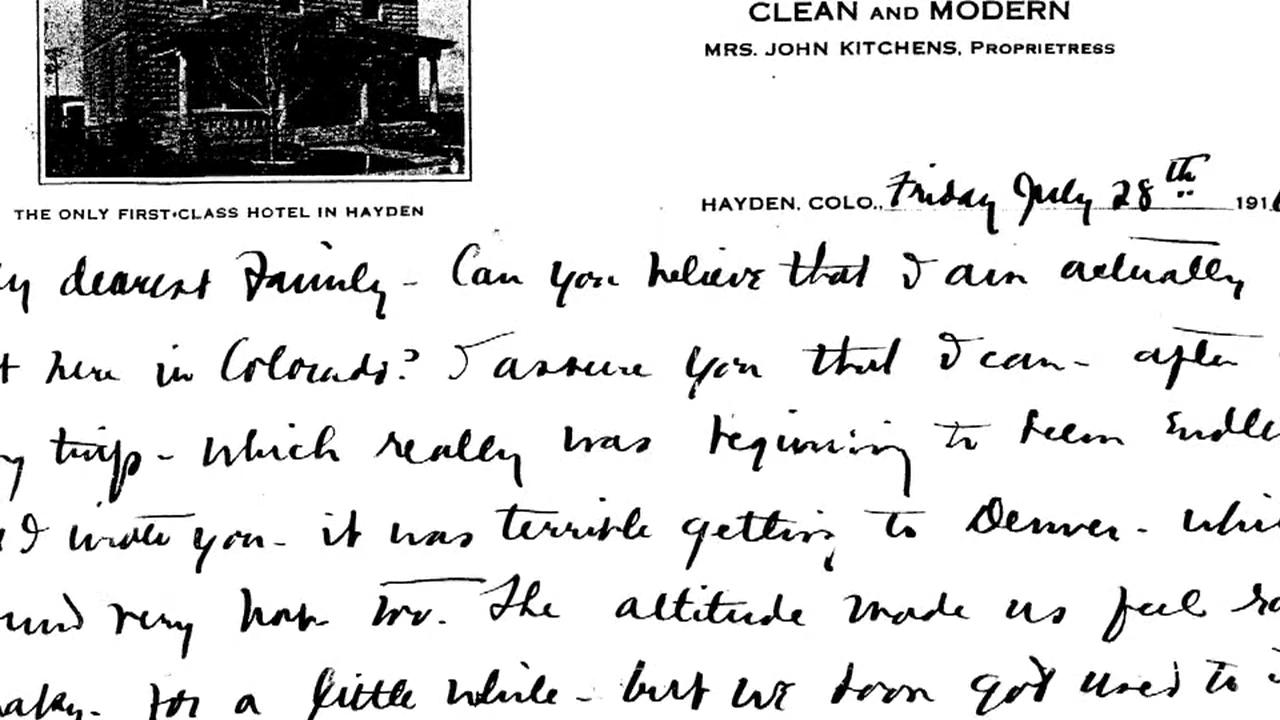 CLEAN AND MODERN
MRS. JOHN KITCHENS, PROPRIETRESS
THE ONLY FIRST-CLASS HOTEL IN HAYDEN
HAYDEN, COLO., Friday July 28th 191
dearest Family - Can you believe that I am actually
here in Colorado? I assure you that I can - after
trip - which really was beginning to seem
I wrote you - it was terrible getting to Denver -
very hot too. The altitude made us feel
for a little while - but we soon got used to